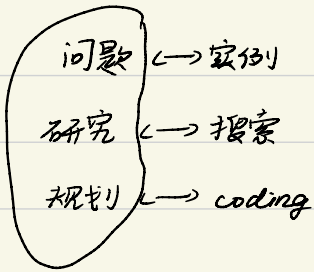 问题 <—> 实例
研究 <—> 搜索
规划 <—> coding